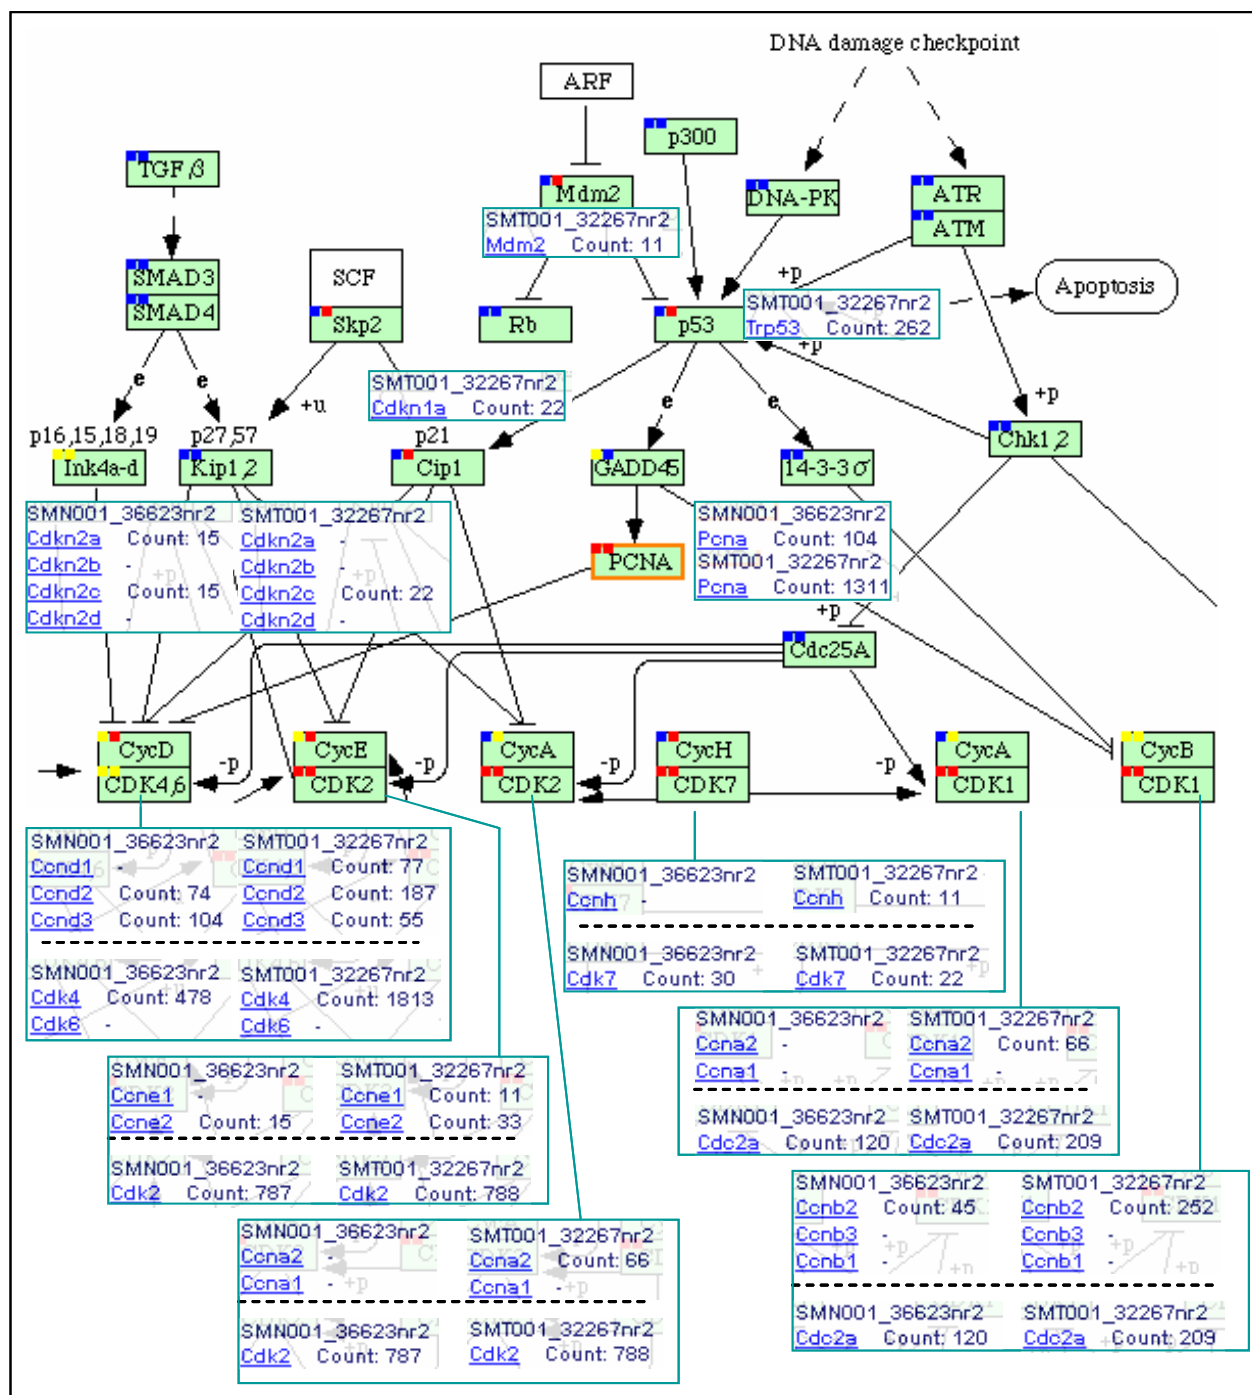 DNA damage checkpoint
ARF
p300
TGFβ
Mdm2
DNA-PK
ATR
ATM
SMT001_32267nr2
Mdm2 Count: 11
SMAD3
SMAD4
SCF
Skp2
Rb
p53
+p
SMT001_32267nr2
Trp53 Count: 262
Apoptosis
+p
e
e
+u
SMT001_32267nr2
Cdkn1a Count: 22
e
e
+p
p16,15,18,19
p27,57
p21
Ink4a-d
Kip1,2
Cip1
GADD45
14-3-3σ
Chk1,2
SMN001_36623nr2
Cdkn2a Count: 15
Cdkn2b -
Cdkn2c Count: 15
Cdkn2d -
SMT001_32267nr2
Cdkn2a -
Cdkn2b -
Cdkn2c Count: 22
Cdkn2d -
+p
+p
PCNA
SMN001_36623nr2
Pcna Count: 104
SMT001_32267nr2
Pcna Count: 1311
+p
Cdc25A
CycD
CDK4,6
-p
CycE
CDK2
-p
CycA
CDK2
-p
CycH
CDK7
-p
CycA
CDK1
CycB
CDK1
SMN001_36623nr2
Ccnd1 -
Ccnd2 Count: 74
Ccnd3 Count: 104
SMT001_32267nr2
Ccnd1 Count: 77
Ccnd2 Count: 187
Ccnd3 Count: 55
SMN001_36623nr2
Cdk4 Count: 478
Cdk6 -
SMT001_32267nr2
Cdk4 Count: 1813
Cdk6 -
SMN001_36623nr2
Ccnh -
SMT001_32267nr2
Ccnh Count: 11
SMN001_36623nr2
Cdk7 Count: 30
SMT001_32267nr2
Cdk7 Count: 22
SMN001_36623nr2
Ccna2 -
Ccna1 -
SMT001_32267nr2
Ccna2 Count: 66
Ccna1 -
SMN001_36623nr2
Cdc2a Count: 120
SMT001_32267nr2
Cdc2a Count: 209
SMN001_36623nr2
Ccne1 -
Ccne2 Count: 15
SMT001_32267nr2
Ccne1 Count: 11
Ccne2 Count: 33
SMN001_36623nr2
Cdk2 Count: 787
SMT001_32267nr2
Cdk2 Count: 788
SMN001_36623nr2
Ccnb2 Count: 45
Ccnb3 -
Ccnb1 -
SMT001_32267nr2
Ccnb2 Count: 252
Ccnb3 -
Ccnb1 -
SMN001_36623nr2
Cdc2a Count: 120
SMT001_32267nr2
Cdc2a Count: 209
SMN001_36623nr2
Ccna2 -
Ccna1 -
SMT001_32267nr2
Ccna2 Count: 66
Ccna1 -
SMN001_36623nr2
Cdk2 Count: 787
SMT001_32267nr2
Cdk2 Count: 788